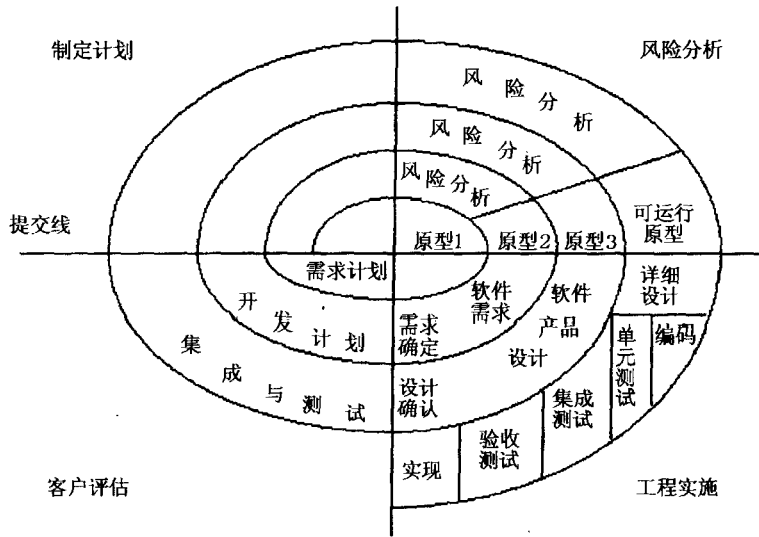 制定计划
风险分析
风险分析
风险分析
风险分析
提交线
原型1
原型2
原型3
可运行
原型
需求计划
开发计划
集成与测试
需求
确定
软件
需求
软件
产品
设计
详细
设计
设计
确认
实现
验收
测试
集成
测试
单元测试
编码
客户评估
工程实施